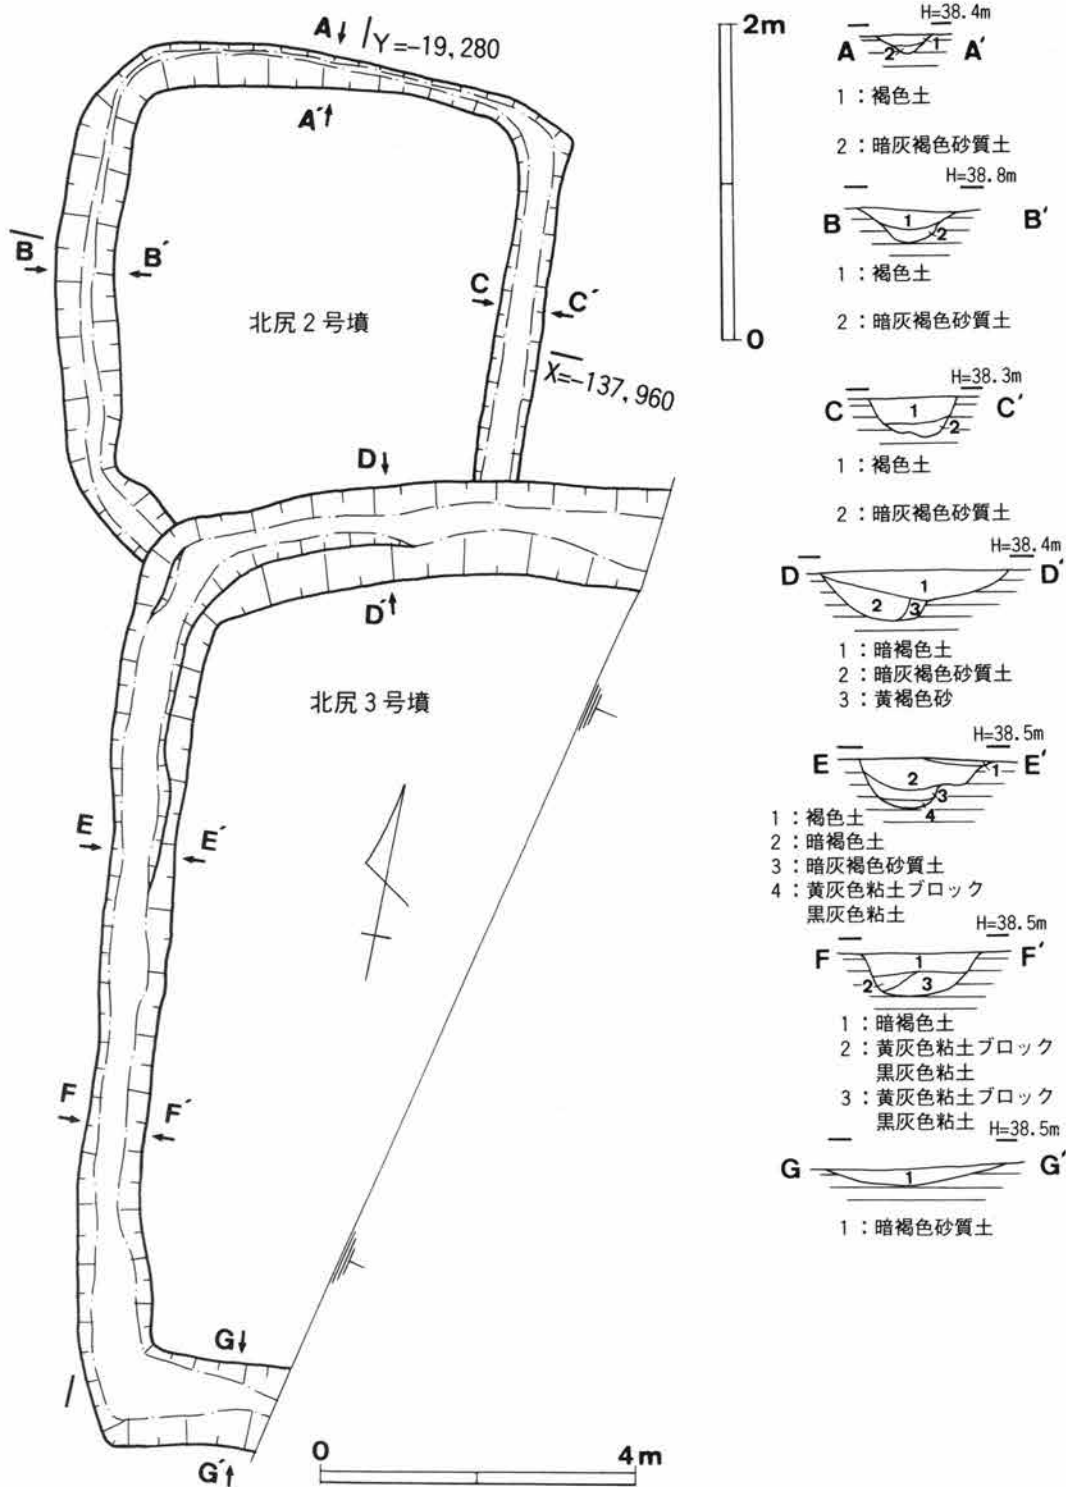 A
Y=-19,280
A´
B
B´
C
C´
北尻2号墳
X=-137,960
D
D´
北尻3号墳
E
E´
F
F´
G
G´
0
4m
2m
0
H=38.4m
A
2
1
A´
1：褐色土
2：暗灰褐色砂質土
H=38.8m
B
1
2
B´
1：褐色土
2：暗灰褐色砂質土
H=38.3m
C
1
2
C´
1：褐色土
2：暗灰褐色砂質土
H=38.4m
D
1
2
3
D´
1：暗褐色土
2：暗灰褐色砂質土
3：黄褐色砂
H=38.5m
E
1
2
3
4
E´
1：褐色土
2：暗褐色土
3：暗灰褐色砂質土
4：黄灰色粘土ブロック
黒灰色粘土
H=38.5m
F
1
2
3
F´
1：暗褐色土
2：黄灰色粘土ブロック
黒灰色粘土
3：黄灰色粘土ブロック
黒灰色粘土
H=38.5m
G
1
G´
1：暗褐色砂質土